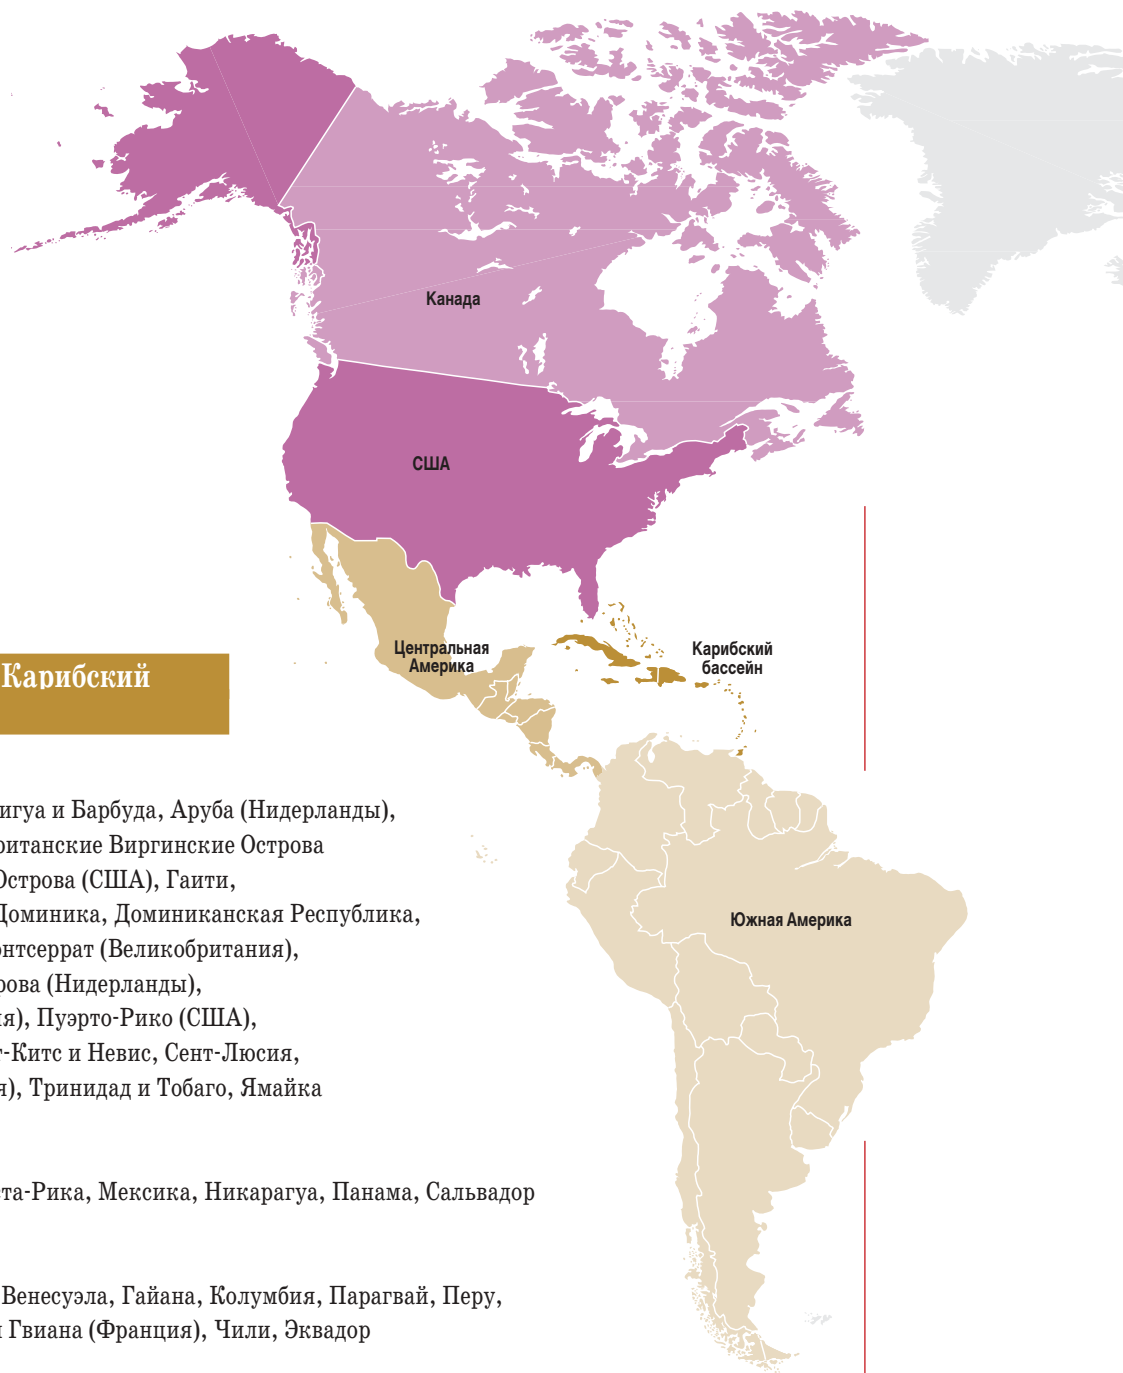 Канада
США
Центральная
Америка
Карибский
бассейн
Карибский
игуа и Барбуда, Аруба (Нидерланды),
ританские Виргинские Острова
Острова (США), Гаити,
Доминика, Доминиканская Республика,
онтсеррат (Великобритания),
рова (Нидерланды),
ия), Пуэрто-Рико (США),
т-Китс и Невис, Сент-Люсия,
я), Тринидад и Тобаго, Ямайка
Южная Америка
ста-Рика, Мексика, Никарагуа, Панама, Сальвадор
Венесуэла, Гайана, Колумбия, Парагвай, Перу,
Гвиана (Франция), Чили, Эквадор